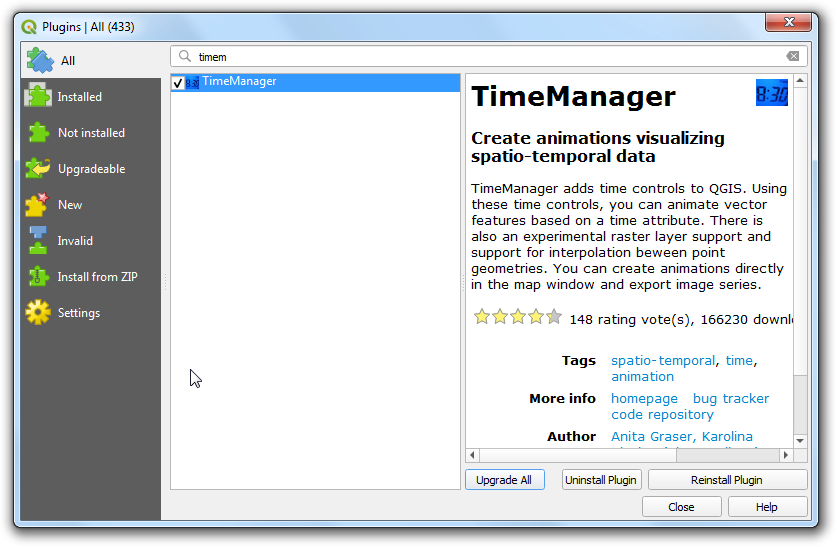 Plugins | All (433)
All
Installed
Not installed
Upgradeable
New
Invalid
Install from ZIP
Settings
timem
TimeManager
TimeManager
8:30
Create animations visualizing
spatio-temporal data
TimeManager adds time controls to QGIS. Using
these time controls, you can animate vector
features based on a time attribute. There is
also an experimental raster layer support and
support for interpolation beween point
geometries. You can create animations directly
in the map window and export image series.
148 rating vote(s), 166230 downl
Tags spatio-temporal, time,
animation
More info homepage bug tracker
code repository
Author Anita Graser, Karolina
Upgrade All
Uninstall Plugin
Reinstall Plugin
Close
Help